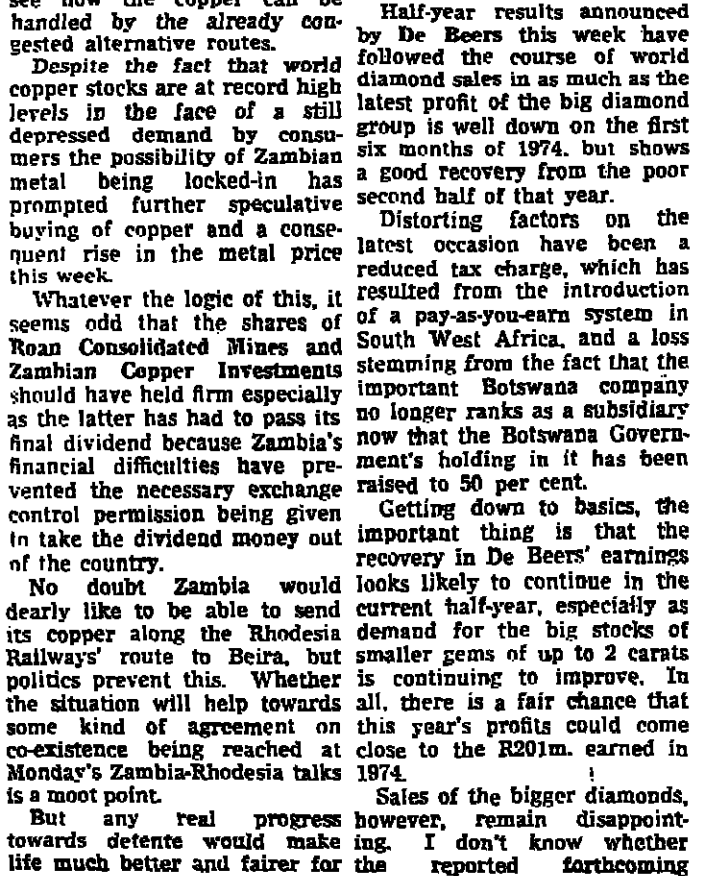 see how the copper can be
handled by the already con-
gested alternative routes.
Despite the fact that world
copper stocks are at record high
levels in the face of a still
depressed demand by consu-
mers the possibility of Zambian
metal being locked-in has
prompted further speculative
buying of copper and a conse-
quent rise in the metal price
this week.
Whatever the logic of this, it
seems odd that the shares of
Roan Consolidated Mines and
Zambian Copper Investments
should have held firm especially
as the latter has had to pass its
final dividend because Zambia's
financial difficulties have pre-
vented the necessary exchange
control permission being given
to take the dividend money out
of the country.
No doubt Zambia would
dearly like to be able to send
its copper along the Rhodesia
Railways' route to Beira, but
politics prevent this. Whether
the situation will help towards
some kind of agreement on
co-existence being reached at
Monday's Zambia-Rhodesia talks
is a moot point.
But any real progress
towards detente would make
life much better and fairer for
Half-year results announced
by De Beers this week have
followed the course of world
diamond sales in as much as the
latest profit of the big diamond
group is well down on the first
six months of 1974. but shows
a good recovery from the poor
second half of that year.
Distorting factors on the
latest occasion have been a
reduced tax charge, which has
resulted from the introduction
of a pay-as-you-earn system in
South West Africa, and a loss
stemming from the fact that the
important Botswana company
no longer ranks as a subsidiary
now that the Botswana Govern-
ment's holding in it has been
raised to 50 per cent.
Getting down to basics, the
important thing is that the
recovery in De Beers' earnings
looks likely to continue in the
current half-year, especially as
demand for the big stocks of
smaller gems of up to 2 carats
is continuing to improve. In
all, there is a fair chance that
this year's profits could come
close to the R201m. earned in
1974.
Sales of the bigger diamonds,
however, remain disappoint-
ing. I don't know whether
the reported forthcoming